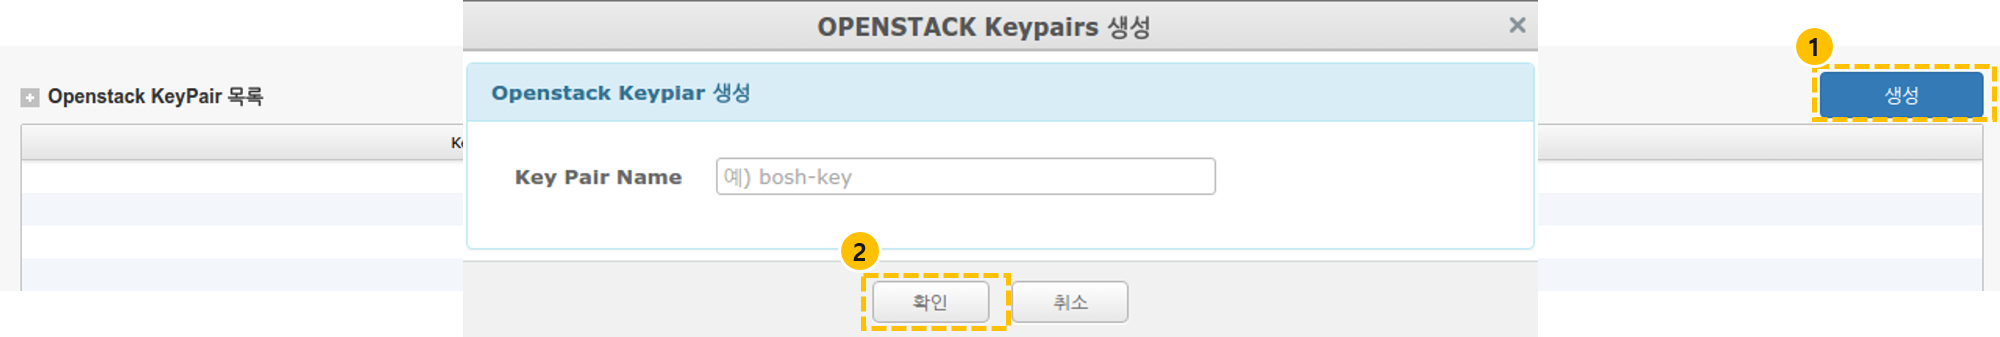 OPENSTACK Keypairs 생성
1
Openstack KeyPair 목록
Openstack Keypiar 생성
생성
Key Pair Name
예) bosh-key
2
확인
취소